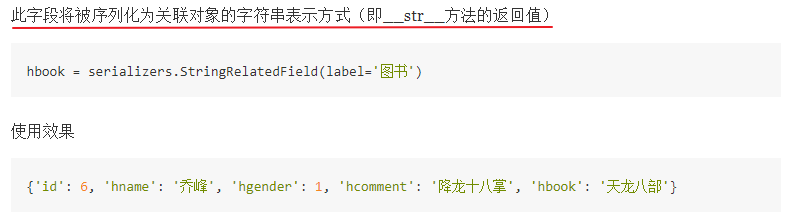 此字段将被序列化为关联对象的字符串表示方式（即__str__方法的返回值）
hbook = serializers.StringRelatedField(label='图书')
使用效果
{'id': 6, 'hname': '乔峰', 'hgender': 1, 'hcomment': '降龙十八掌', 'hbook': '天龙八部'}